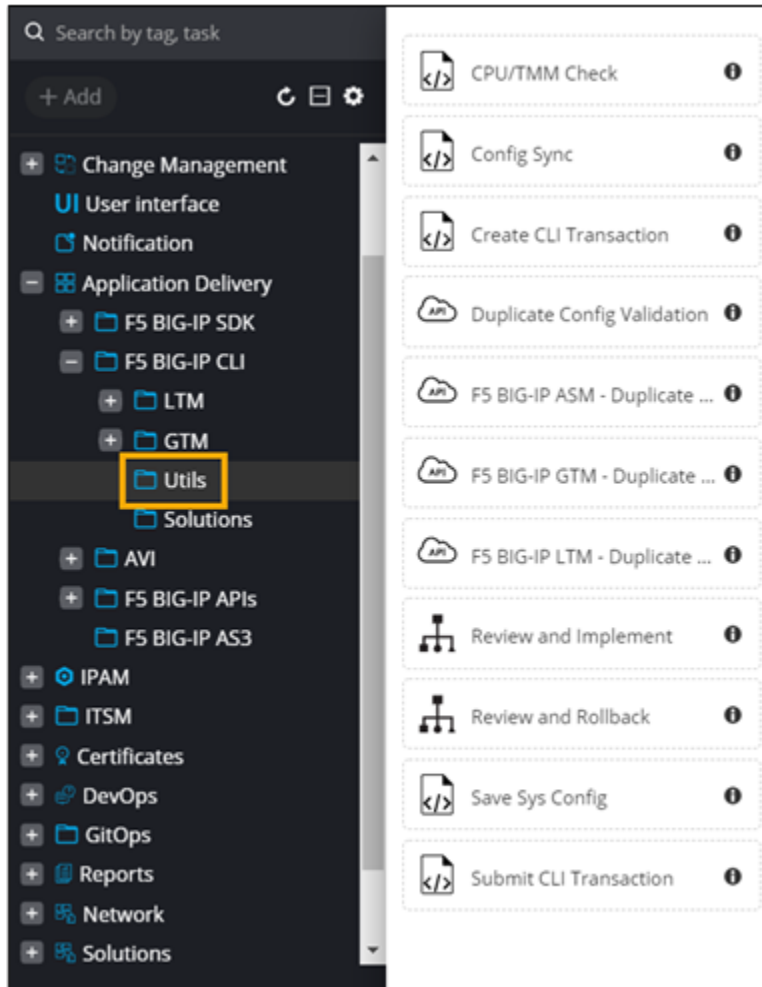 Search by tag, task
+ Add
Change Management
UI User interface
Notification
Application Delivery
F5 BIG-IP SDK
F5 BIG-IP CLI
LTM
GTM
Utils
Solutions
AVI
F5 BIG-IP APIs
F5 BIG-IP AS3
IPAM
ITSM
Certificates
DevOps
GitOps
Reports
Network
Solutions
CPU/TMM Check
Config Sync
Create CLI Transaction
API Duplicate Config Validation
API F5 BIG-IP ASM - Duplicate ...
API F5 BIG-IP GTM - Duplicate ...
API F5 BIG-IP LTM - Duplicate ...
Review and Implement
Review and Rollback
Save Sys Config
Submit CLI Transaction